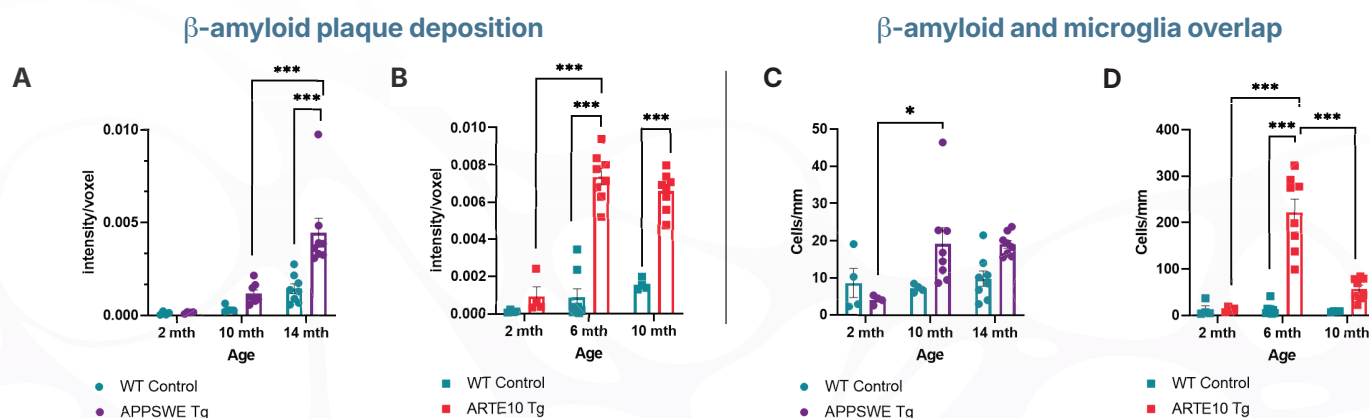 β-amyloid plaque deposition
β-amyloid and microglia overlap
A
***
***
0.010
0.005
0.000
intensity/voxel
2 mth 10 mth 14 mth
Age
WT Control
APPSWE Tg
B
***
***
***
0.010
0.008
0.006
0.004
0.002
0.000
intensity/voxel
2 mth 6 mth 10 mth
Age
WT Control
ARTE10 Tg
C
*
50
40
30
20
10
0
Cells/mm
2 mth 10 mth 14 mth
Age
WT Control
APPSWE Tg
D
***
***
***
400
300
200
100
0
Cells/mm
2 mth 6 mth 10 mth
Age
WT Control
ARTE10 Tg